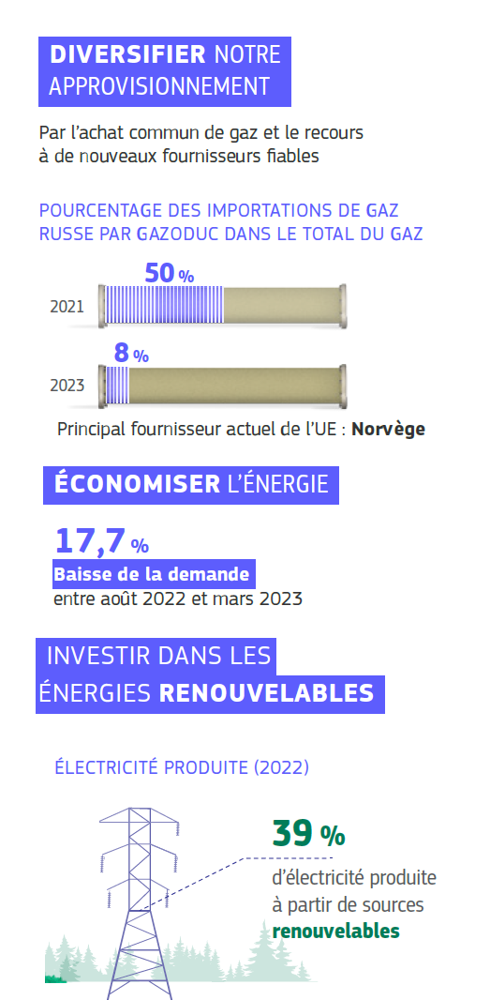 DIVERSIFIER NOTRE
APPROVISIONNEMENT
Par l’achat commun de gaz et le recours
à de nouveaux fournisseurs fiables
POURCENTAGE DES IMPORTATIONS DE GAZ
RUSSE PAR GAZODUC DANS LE TOTAL DU GAZ
50 %
2021
8 %
2023
Principal fournisseur actuel de l’UE : Norvège
ÉCONOMISER L’ÉNERGIE
17,7 %
Baisse de la demande
entre août 2022 et mars 2023
INVESTIR DANS LES
ÉNERGIES RENOUVELABLES
ÉLECTRICITÉ PRODUITE (2022)
39 %
d’électricité produite
à partir de sources
renouvelables